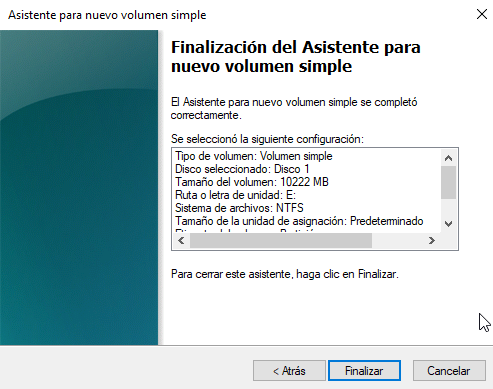 Asistente para nuevo volumen simple
Finalización del Asistente para
nuevo volumen simple
El Asistente para nuevo volumen simple se completó
correctamente.
Se seleccionó la siguiente configuración:
Tipo de volumen: Volumen simple
Disco seleccionado: Disco 1
Tamaño del volumen: 10222 MB
Ruta o letra de unidad: E:
Sistema de archivos: NTFS
Tamaño de la unidad de asignación: Predeterminado
Para cerrar este asistente, haga clic en Finalizar.
< Atrás
Finalizar
Cancelar